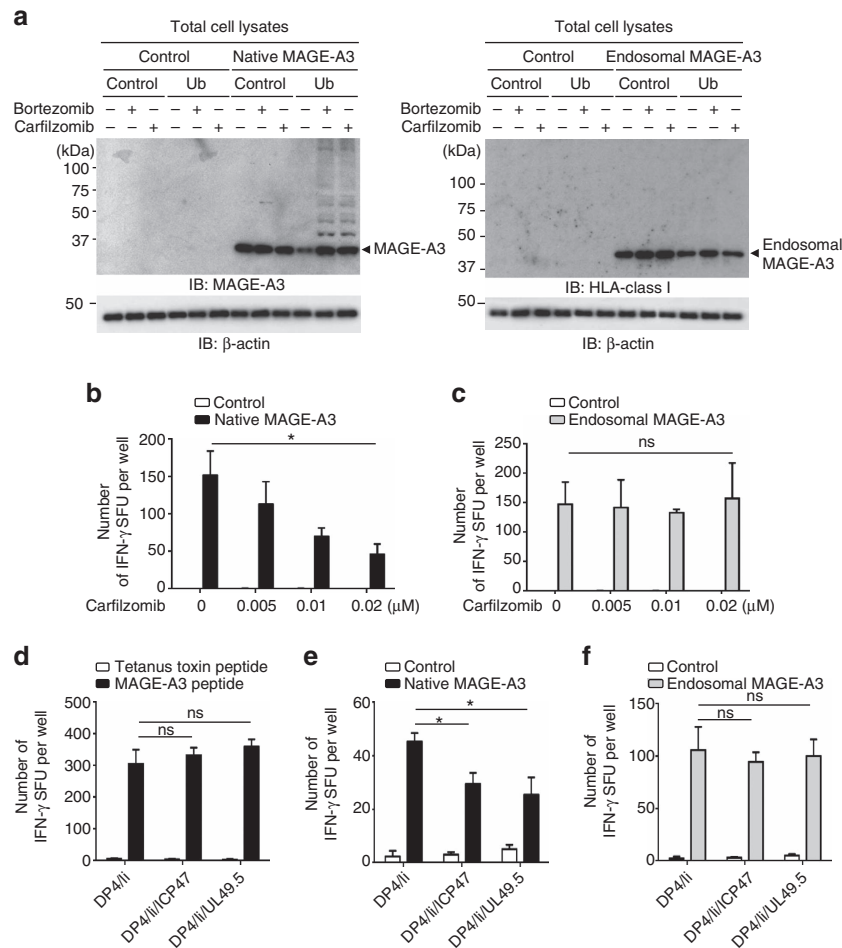 a
Total cell lysates
Control Native MAGE-A3
Control Ub Control Ub
Bortezomib – + – – + – – + – – + –
Carfilzomib – – + – – + – – + – – +
(kDa)
100
75
50
37
MAGE-A3
IB: MAGE-A3
50
IB: β-actin
Total cell lysates
Control Endosomal MAGE-A3
Control Ub Control Ub
Bortezomib – + – – + – – + – – + –
Carfilzomib – – + – – + – – + – – +
(kDa)
100
75
50
37
Endosomal
MAGE-A3
IB: HLA-class I
50
IB: β-actin
b
Control
Native MAGE-A3
Number
of IFN-γ SFU per well
200
150
100
50
0
*
Carfilzomib 0 0.005 0.01 0.02 (μM)
c
Control
Endosomal MAGE-A3
Number
of IFN-γ SFU per well
250
200
150
100
50
0
ns
Carfilzomib 0 0.005 0.01 0.02 (μM)
d
Tetanus toxin peptide
MAGE-A3 peptide
Number of
IFN-γ SFU per well
500
400
300
200
100
0
ns
ns
DP4/li
DP4/li/ICP47
DP4/li/UL49.5
e
Control
Native MAGE-A3
Number of
IFN-γ SFU per well
60
40
20
0
*
*
DP4/li
DP4/li/ICP47
DP4/li/UL49.5
f
Control
Endosomal MAGE-A3
Number of
IFN-γ SFU per well
150
100
50
0
ns
ns
DP4/li
DP4/li/ICP47
DP4/li/UL49.5